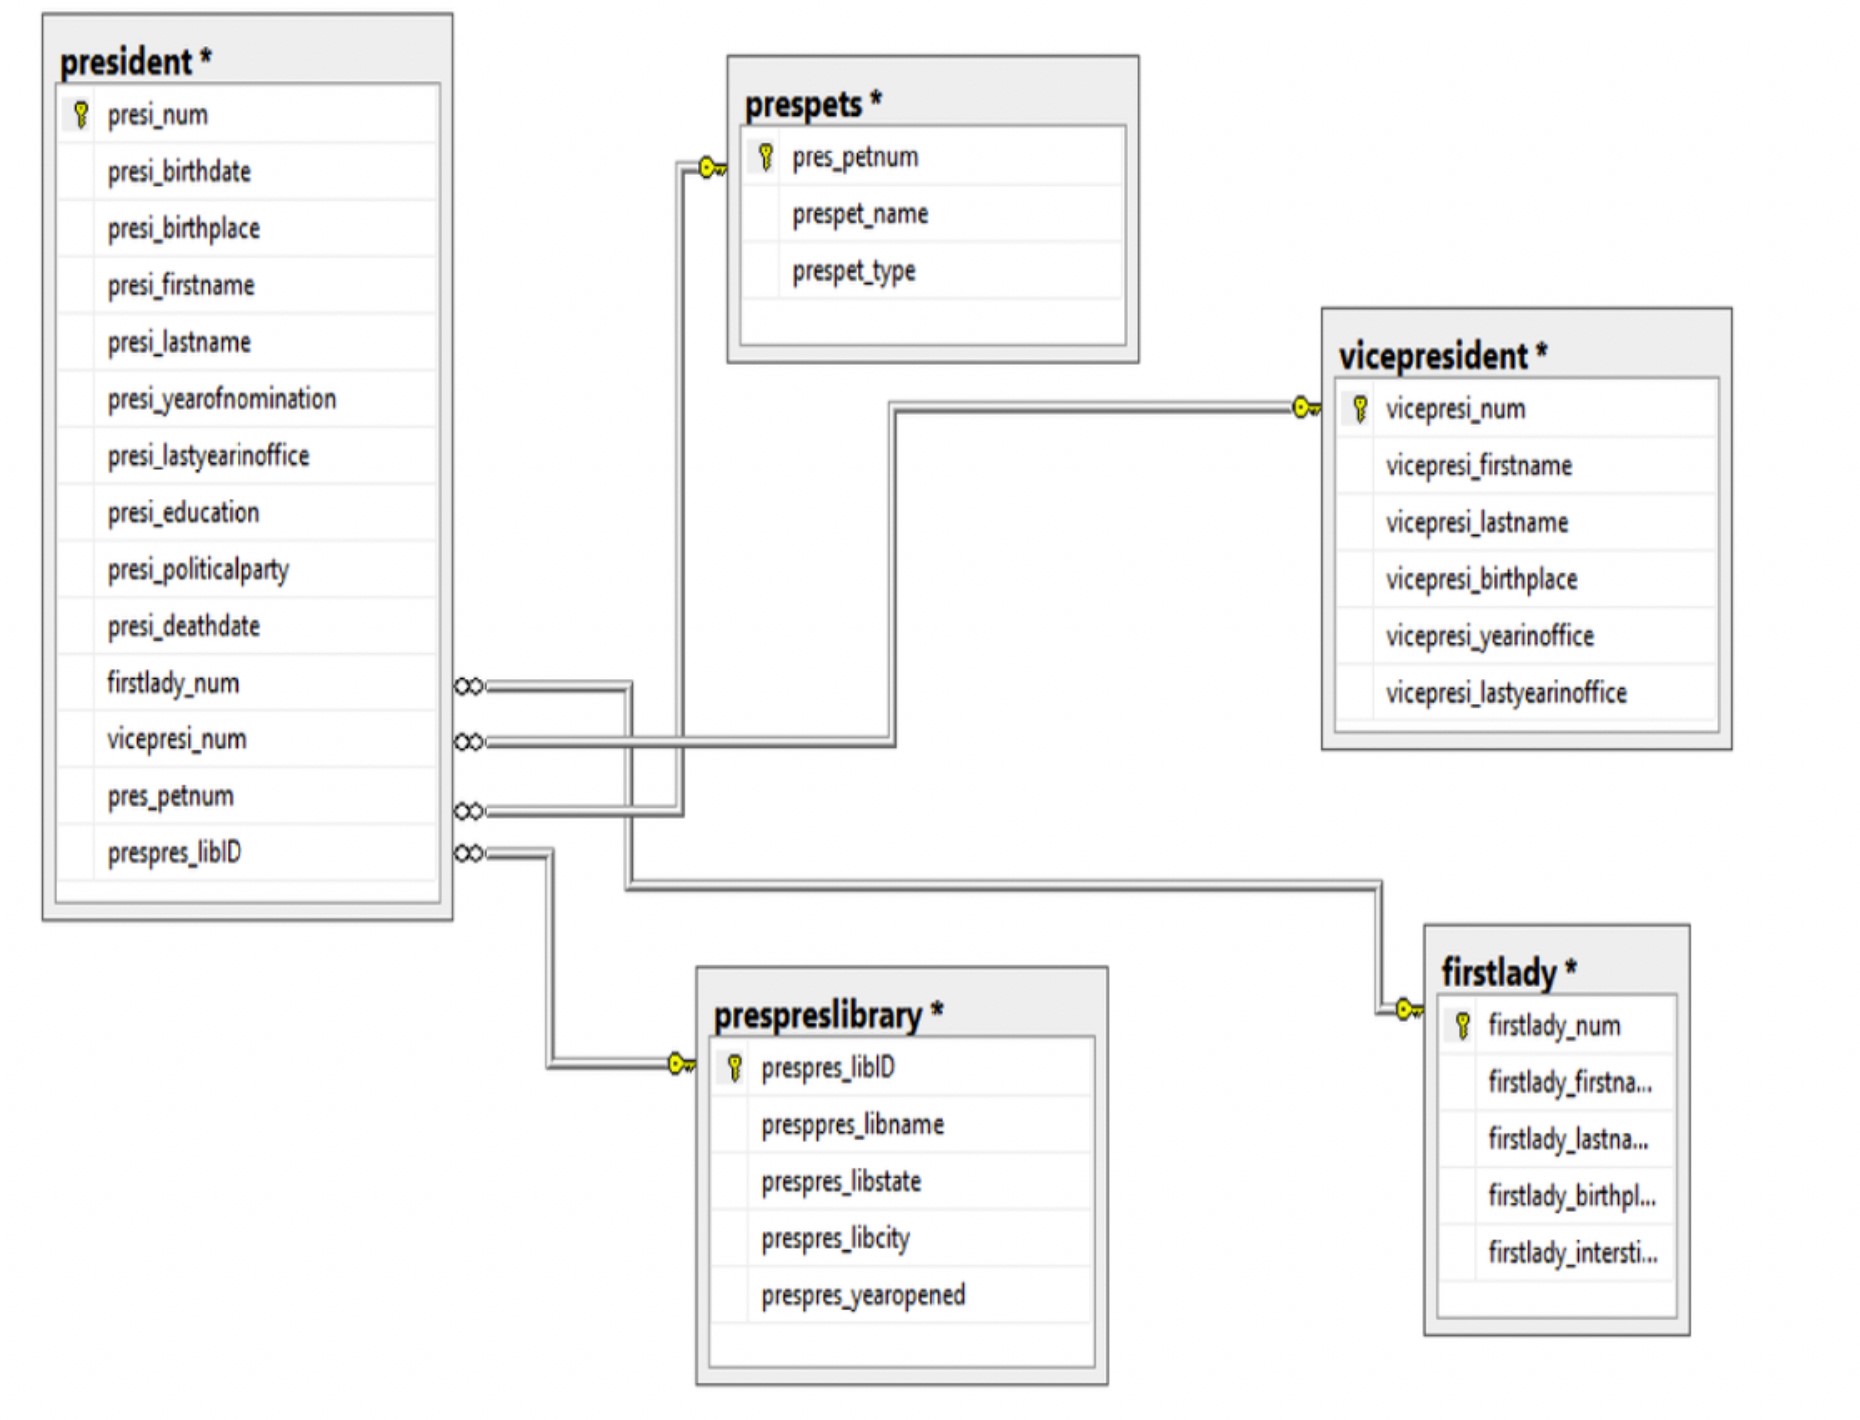 president *
presi_num
presi_birthdate
presi_birthplace
presi_firstname
presi_lastname
presi_yearofnomination
presi_lastyearinoffice
presi_education
presi_politicalparty
presi_deathdate
firstlady_num
vicepresi_num
pres_petnum
prespres_libID
prespets *
pres_petnum
prespet_name
prespet_type
vicepresident *
vicepresi_num
vicepresi_firstname
vicepresi_lastname
vicepresi_birthplace
vicepresi_yearinoffice
vicepresi_lastyearinoffice
prespreslibrary *
prespres_libID
presppres_libname
prespres_libstate
prespres_libcity
prespres_yearopened
firstlady *
firstlady_num
firstlady_firstna...
firstlady_lastna...
firstlady_birthpl...
firstlady_intersti...